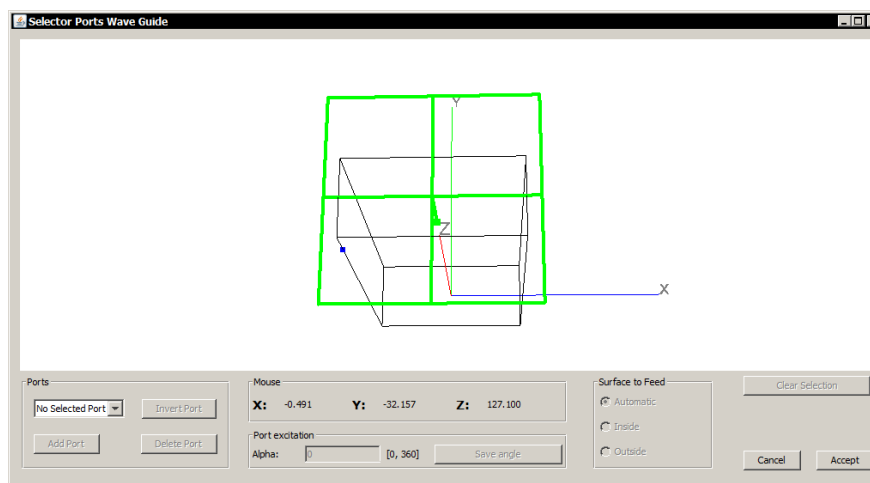 Selector Ports Wave Guide
Y
Z
X
Ports
No Selected Port
Invert Port
Add Port
Delete Port
Mouse
X: -0.491 Y: -32.157 Z: 127.100
Port excitation
Alpha: 0 [0, 360] Save angle
Surface to Feed
Automatic
Inside
Outside
Clear Selection
Cancel Accept